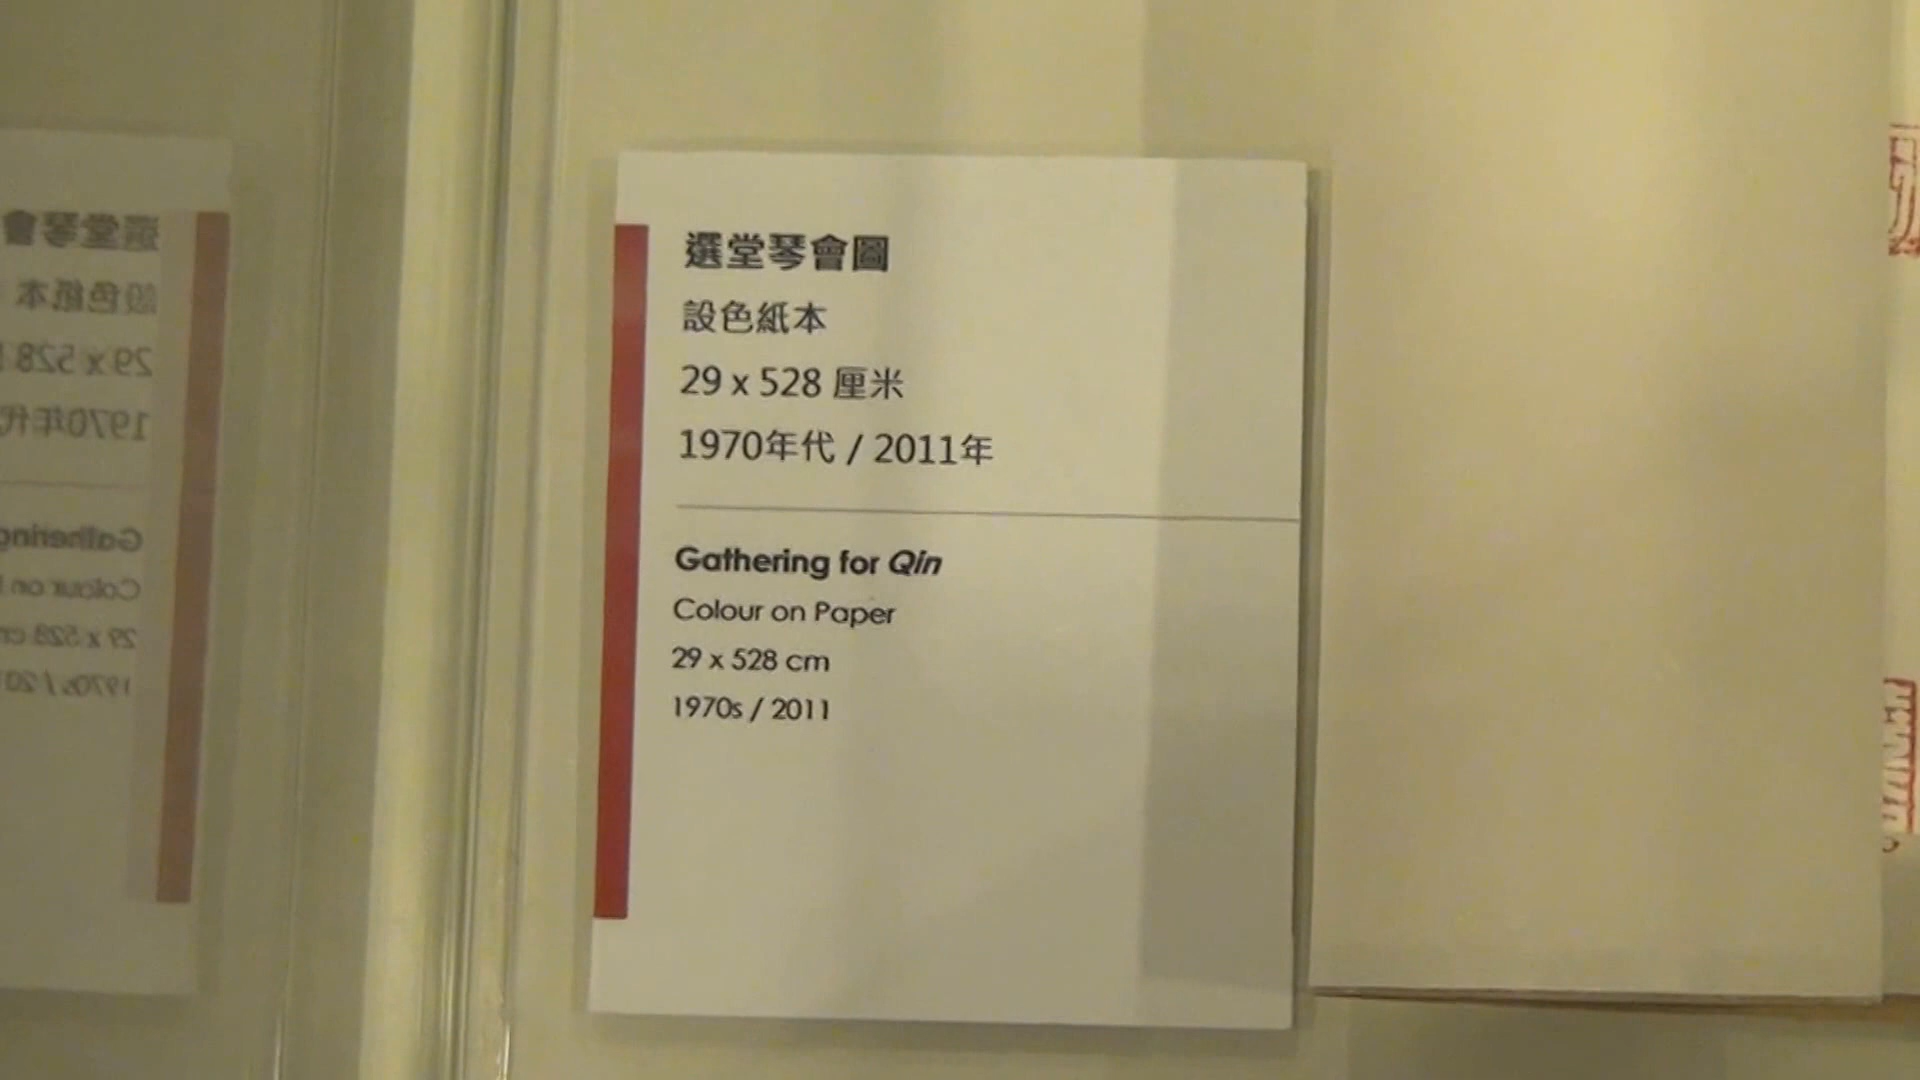 選堂琴會圖
設色紙本
29 x 528 厘米
1970年代 / 2011年
Gathering for Qin
Colour on Paper
29 x 528 cm
1970s / 2011